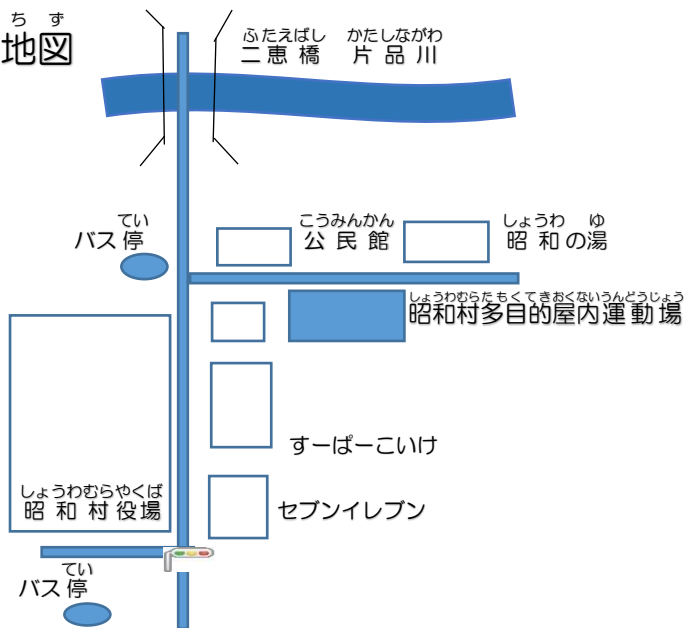 ちず
地図
ふたえばし かたしながわ
二恵橋 片品川
てい
バス停
こうみんかん
公民館
しょうわ ゆ
昭和の湯
しょうわむらたもくてきおくないうんどうじょう
昭和村多目的屋内運動場
すーぱーこいけ
しょうわむらやくば
昭和村役場
セブンイレブン
てい
バス停